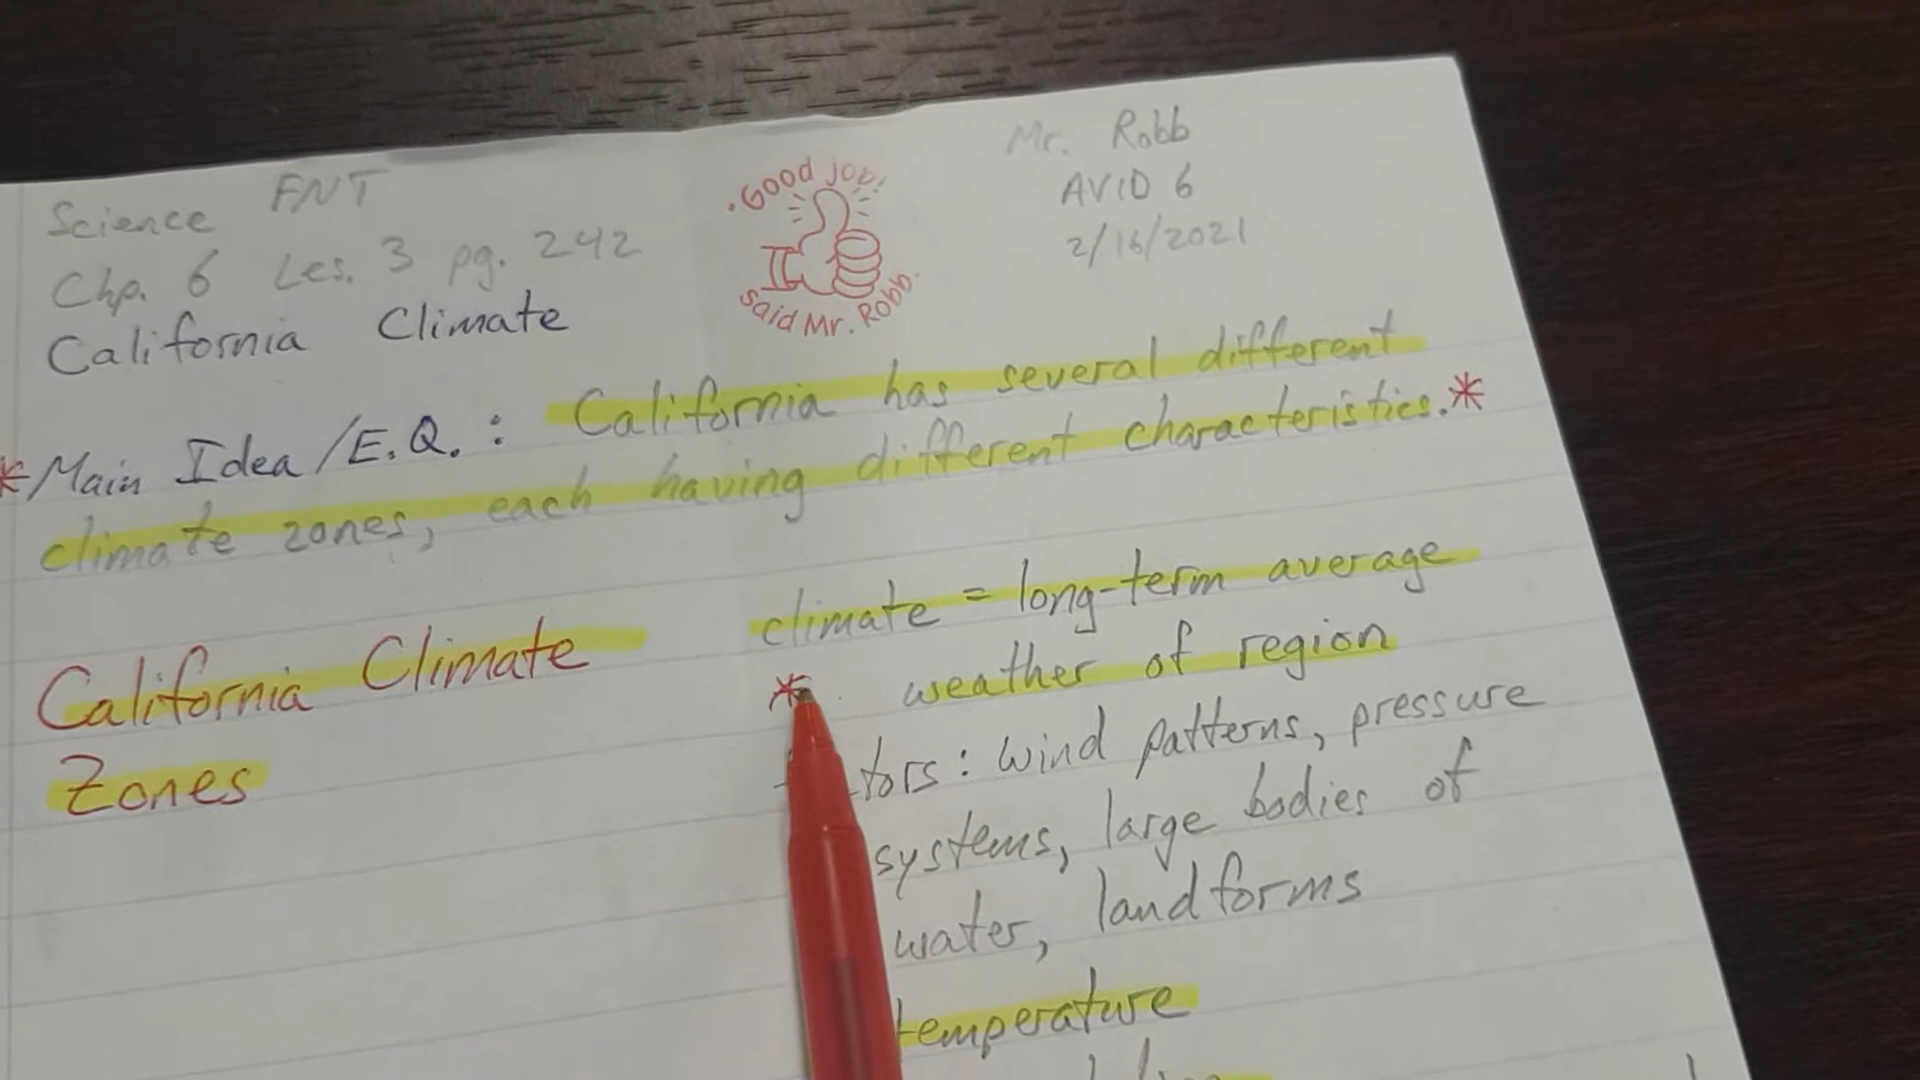 Science FNT
Chp. 6 Les. 3 pg. 242
California Climate
.Good job!
said Mr. Robb.
Mr. Robb
AVID 6
2/16/2021
*Main Idea/E.Q.: California has several different
climate zones, each having different characteristics.*
California Climate
Zones
climate = long-term average
* weather of region
tors: wind patterns, pressure
systems, large bodies of
water, landforms
temperature